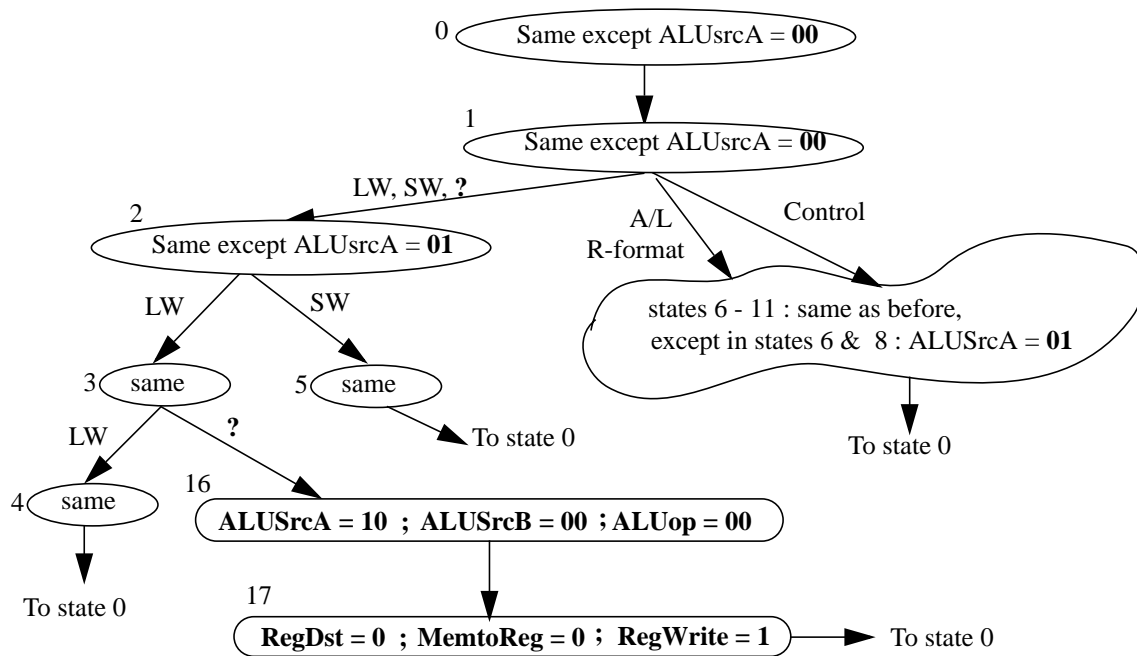 0
Same except ALUsrcA = 00
1
Same except ALUsrcA = 00
LW, SW, ?
A/L
R-format
Control
2
Same except ALUsrcA = 01
LW
SW
states 6 - 11 : same as before,
except in states 6 & 8 : ALUSrcA = 01
3
same
5
same
To state 0
To state 0
LW
?
4
same
16
ALUSrcA = 10 ; ALUSrcB = 00 ; ALUop = 00
To state 0
17
RegDst = 0 ; MemtoReg = 0 ; RegWrite = 1
To state 0